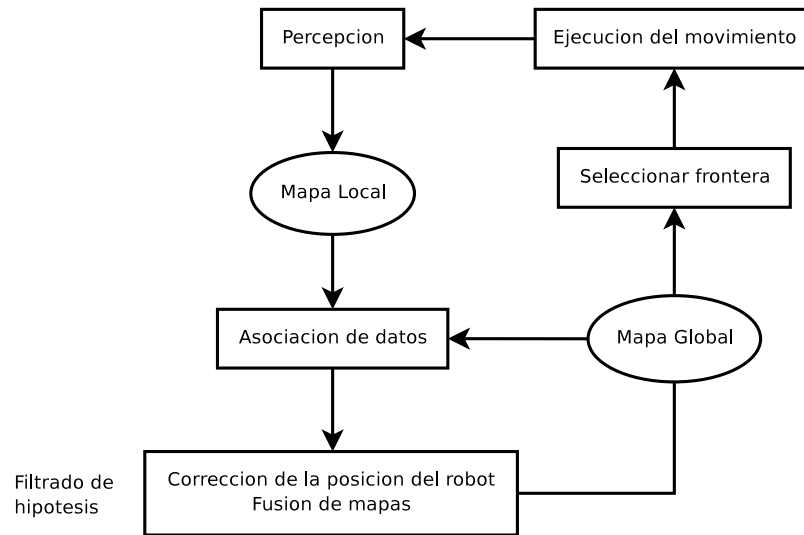 Percepcion
Ejecucion del movimiento
Mapa Local
Seleccionar frontera
Asociacion de datos
Mapa Global
Filtrado de
hipotesis
Correccion de la posicion del robot
Fusion de mapas